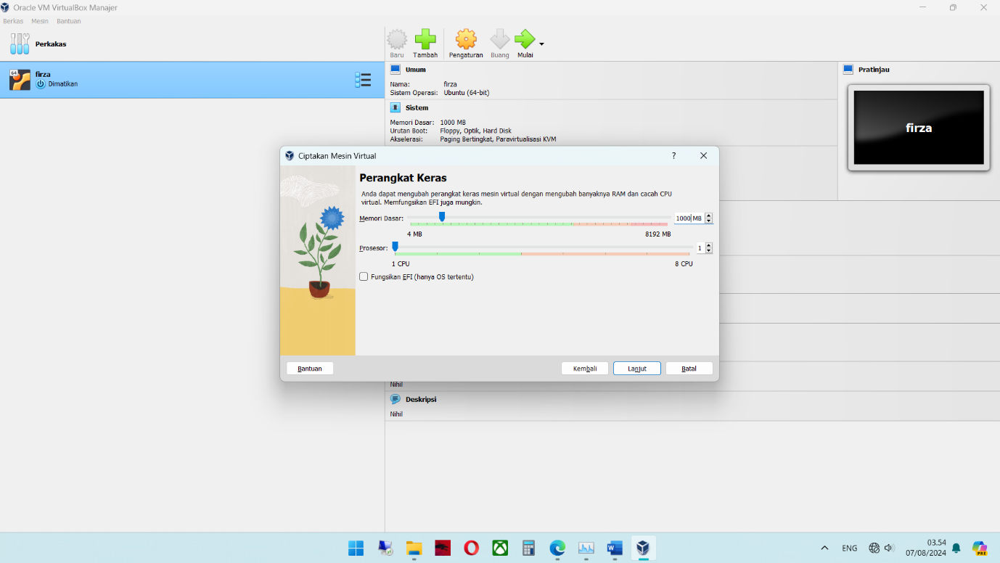 Oracle VM VirtualBox Manajer
Berkas Mesin Bantuan
Perkakas
Baru Tambah Pengaturan Buang Mulai
64
firza
Dimatikan
Umum
Nama: firza
Sistem Operasi: Ubuntu (64-bit)
Pratinjau
firza
Sistem
Memori Dasar: 1000 MB
Urutan Boot: Floppy, Optik, Hard Disk
Akselerasi: Paging Bertingkat, Paravirtualisasi KVM
Ciptakan Mesin Virtual ?
Perangkat Keras
Anda dapat mengubah perangkat keras mesin virtual dengan mengubah banyaknya RAM dan cacah CPU
virtual. Memfungsikan EFI juga mungkin.
Memori Dasar: 1000 MB
4 MB 8192 MB
Prosesor: 1
1 CPU 8 CPU
Fungsikan EFI (hanya OS tertentu)
Bantuan Kembali Lanjut Batal
Nihil
Deskripsi
Nihil
W ENG 03.54
07/08/2024
PRE